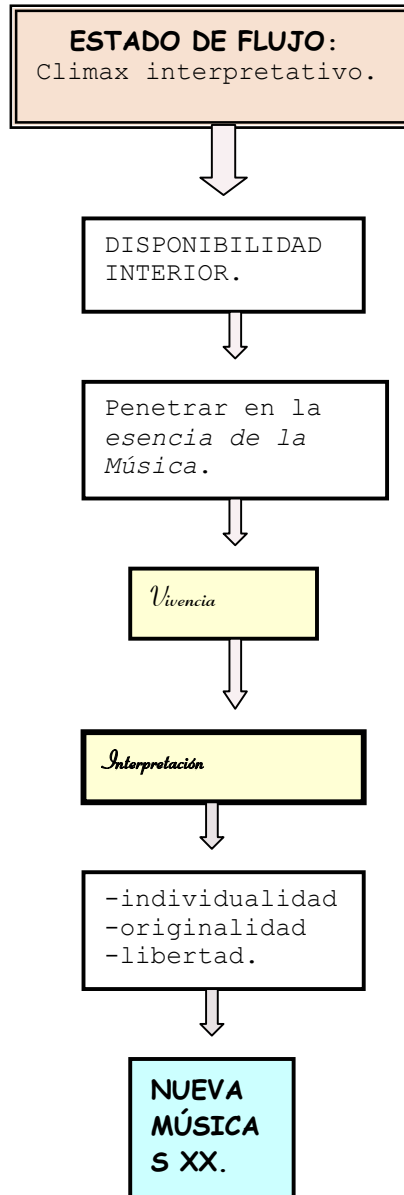 ESTADO DE FLUJO:
Climax interpretativo.
DISPONIBILIDAD
INTERIOR.
Penetrar en la
esencia de la
Música.
Vivencia
Interpretación
-individualidad
-originalidad
-libertad.
NUEVA
MÚSICA
S XX.